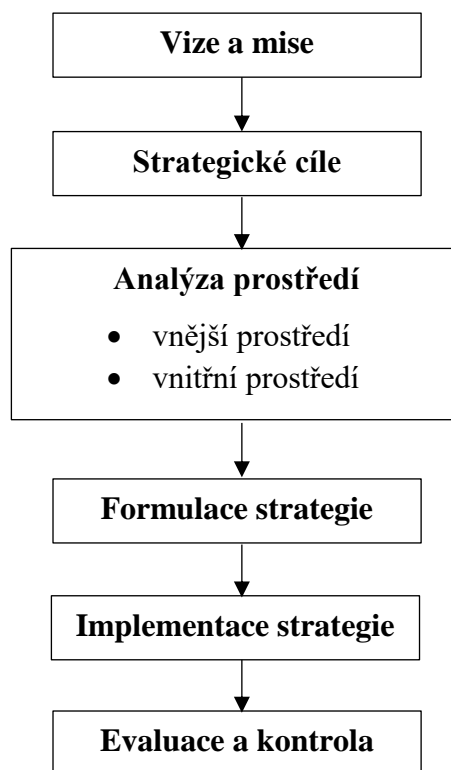 Vize a mise
Strategické cíle
Analýza prostředí
• vnější prostředí
• vnitřní prostředí
Formulace strategie
Implementace strategie
Evaluace a kontrola